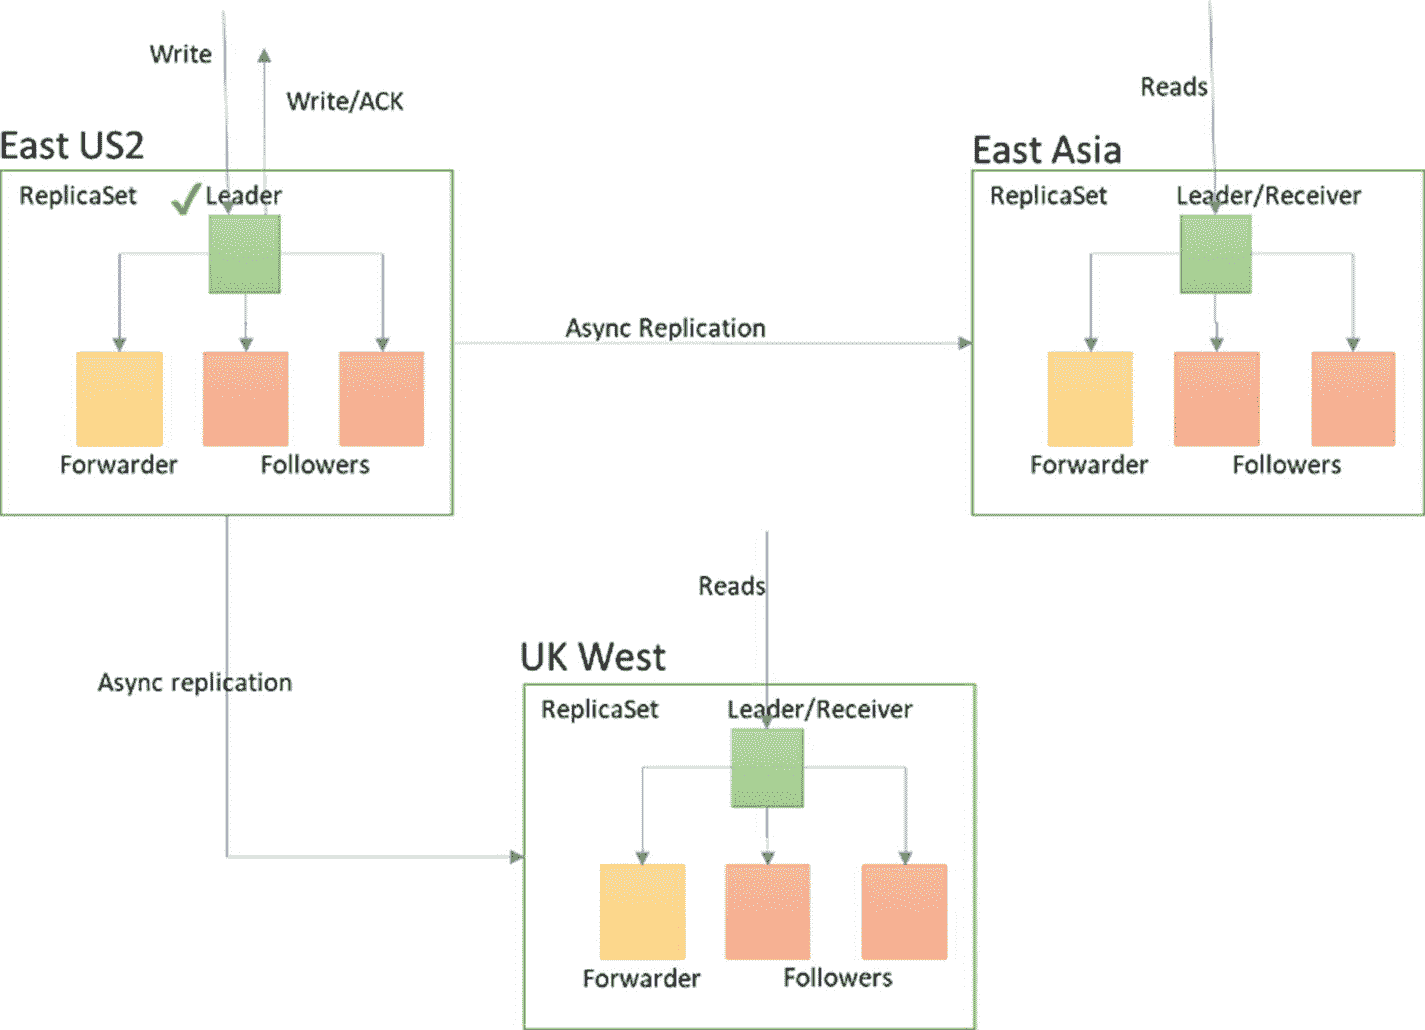 Write
Write/ACK
Reads
East US2
East Asia
ReplicaSet
Leader
ReplicaSet
Leader/Receiver
Async Replication
Forwarder
Followers
Forwarder
Followers
Reads
UK West
Async replication
ReplicaSet
Leader/Receiver
Forwarder
Followers